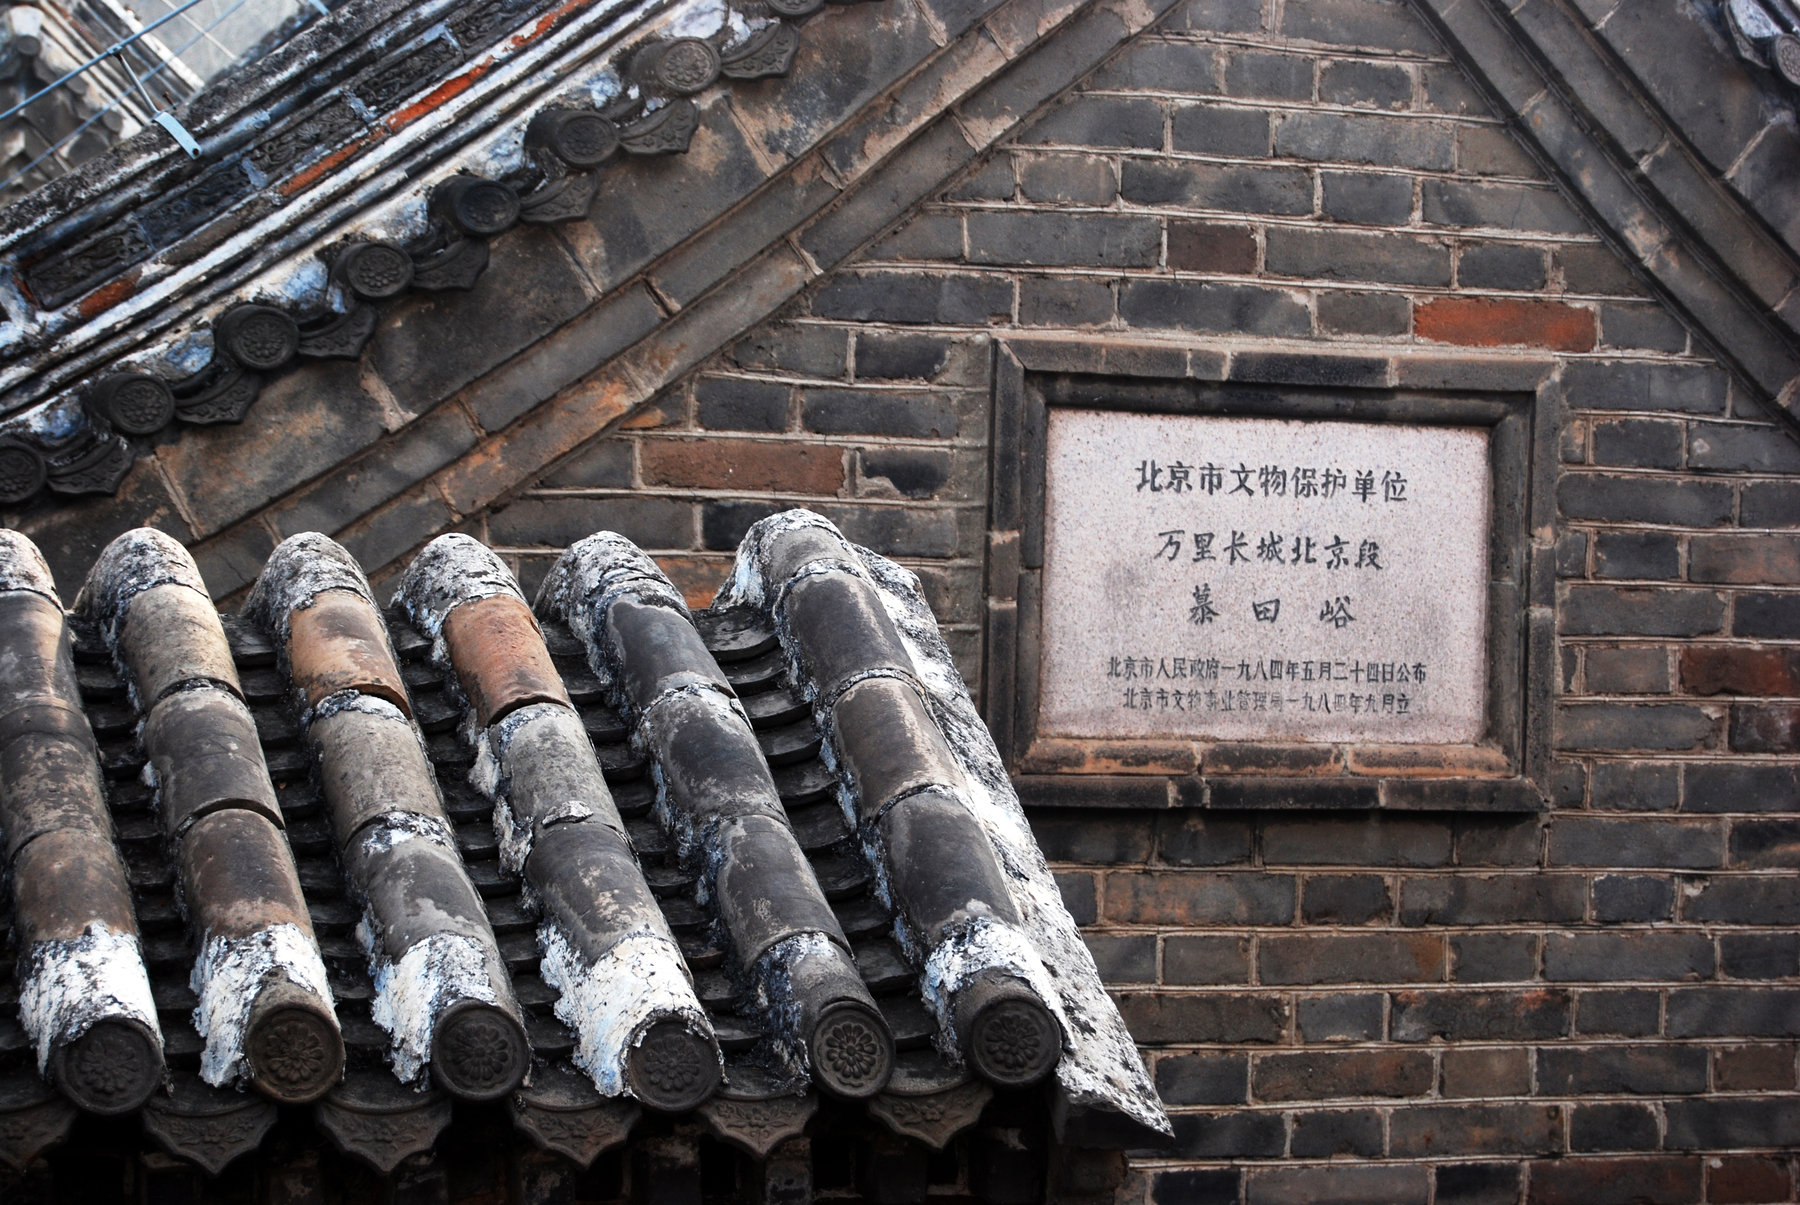 北京市文物保护单位
万里长城北京段
慕田峪
北京市人民政府一九八四年五月二十四日公布
北京市文物事业管理局一九八四年九月立